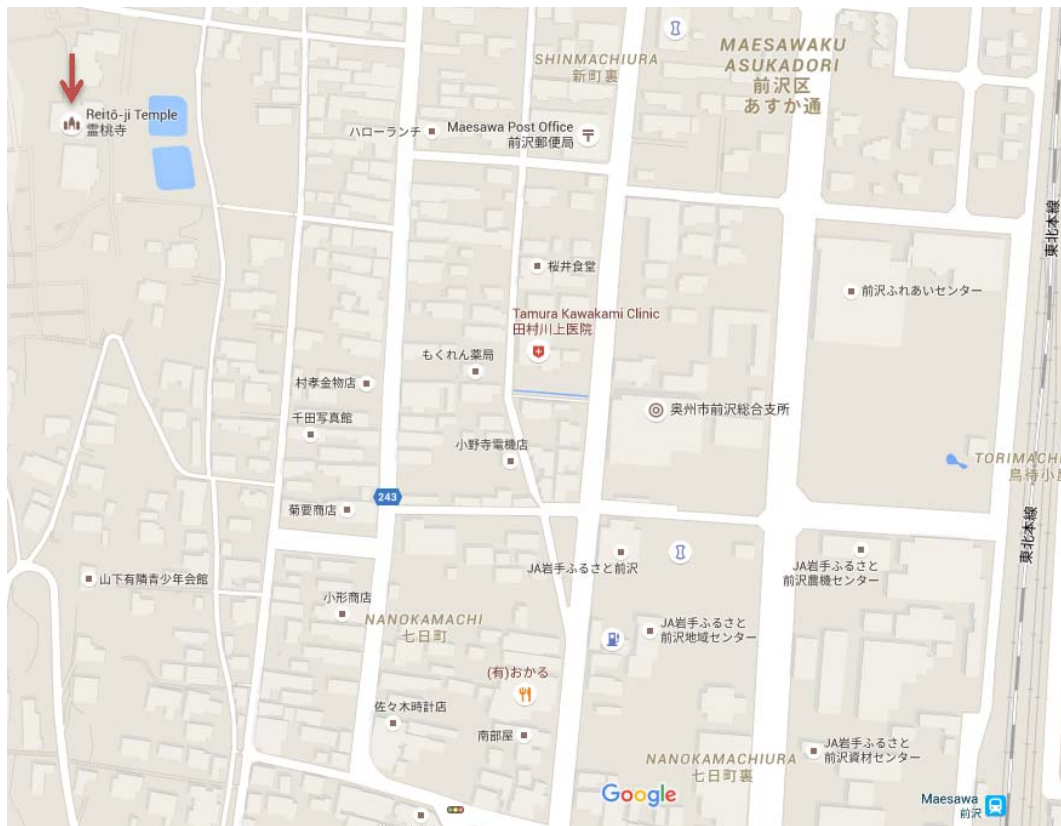 SHINMACHIURA
新町裏
MAESAWAKU
ASUKADORI
前沢区
あすか通
Reitō-ji Temple
霊桃寺
ハローランチ
Maesawa Post Office
前沢郵便局
東北本線
桜井食堂
前沢ふれあいセンター
Tamura Kawakami Clinic
田村川上医院
もくれん薬局
村孝金物店
奥州市前沢総合支所
千田写真館
小野寺電機店
TORIMACHI
鳥待小屋
243
菊要商店
東北本線
JA岩手ふるさと前沢
JA岩手ふるさと
前沢農機センター
山下有隣青少年会館
小形商店
NANOKAMACHI
七日町
JA岩手ふるさと
前沢地域センター
(有)おかる
佐々木時計店
南部屋
JA岩手ふるさと
前沢資材センター
NANOKAMACHIURA
七日町裏
Google
Maesawa
前沢